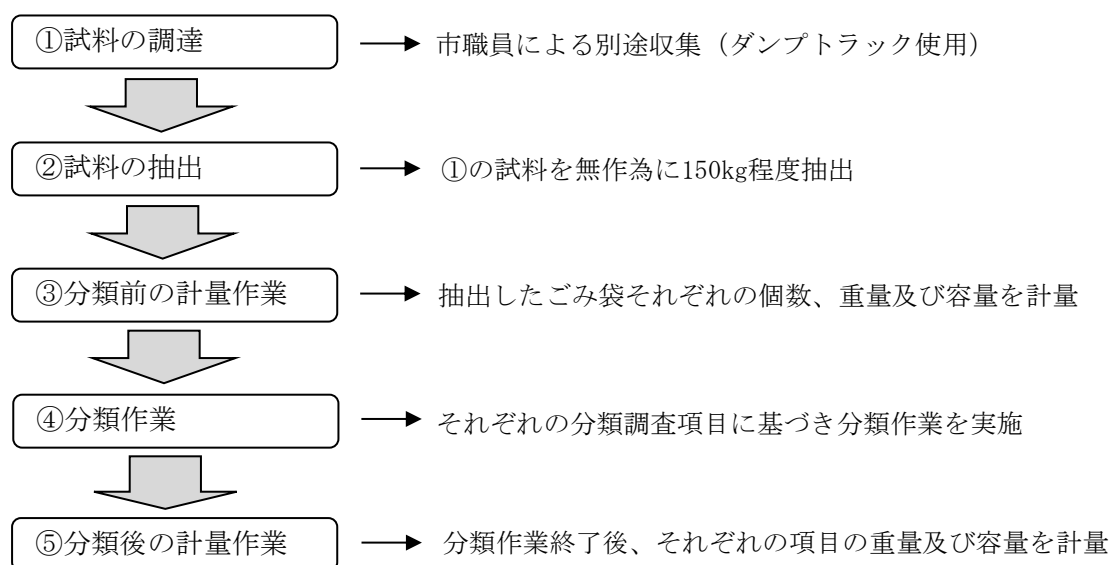 ①試料の調達
市職員による別途収集（ダンプトラック使用）
②試料の抽出
①の試料を無作為に150kg程度抽出
③分類前の計量作業
抽出したごみ袋それぞれの個数、重量及び容量を計量
④分類作業
それぞれの分類調査項目に基づき分類作業を実施
⑤分類後の計量作業
分類作業終了後、それぞれの項目の重量及び容量を計量